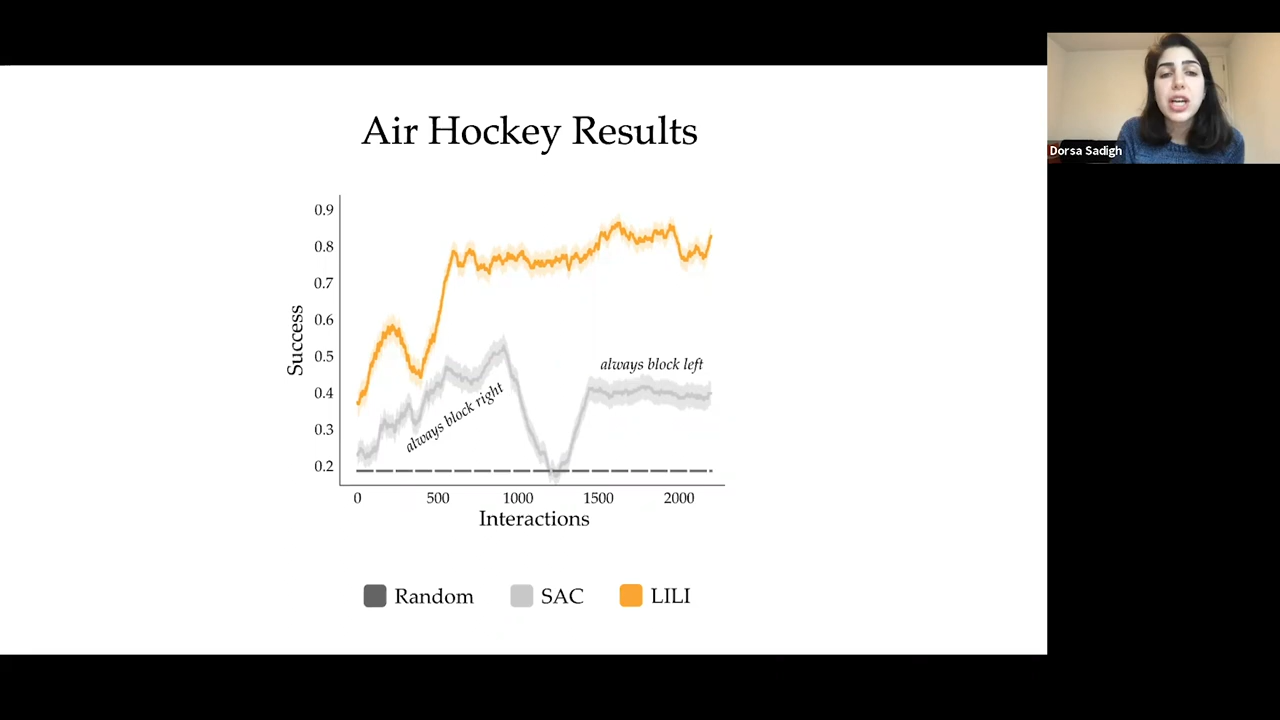 Air Hockey Results
Dorsa Sadigh
Success
0.9
0.8
0.7
0.6
0.5
0.4
0.3
0.2
always block right
always block left
0 500 1000 1500 2000
Interactions
Random SAC LILI